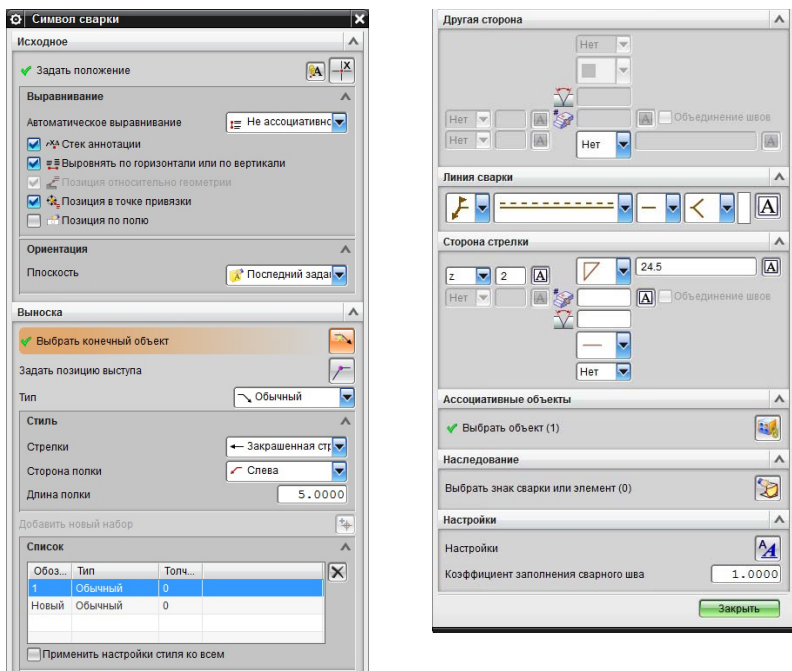 Символ сварки
Исходное
Задать положение
Выравнивание
Автоматическое выравнивание
Не ассоциативнс
Стек аннотации
Выровнять по горизонтали или по вертикали
Позиция относительно геометрии
Позиция в точке привязки
Позиция по полю
Ориентация
Плоскость
Последний задан
Выноска
Выбрать конечный объект
Задать позицию выступа
Тип
Обычный
Стиль
Стрелки
Закрашенная стр
Сторона полки
Слева
Длина полки
5.0000
Добавить новый набор
Список
Обоз... Тип Толч...
1 Обычный 0
Новый Обычный 0
Применить настройки стиля ко всем
Другая сторона
Нет
Нет A A Объединение швов
Нет A Нет A
Линия сварки
A
Сторона стрелки
z 2 A 24.5 A
Нет A A Объединение швов
Нет
Ассоциативные объекты
Выбрать объект (1)
Наследование
Выбрать знак сварки или элемент (0)
Настройки
Настройки
Коэффициент заполнения сварного шва 1.0000
Закрыть